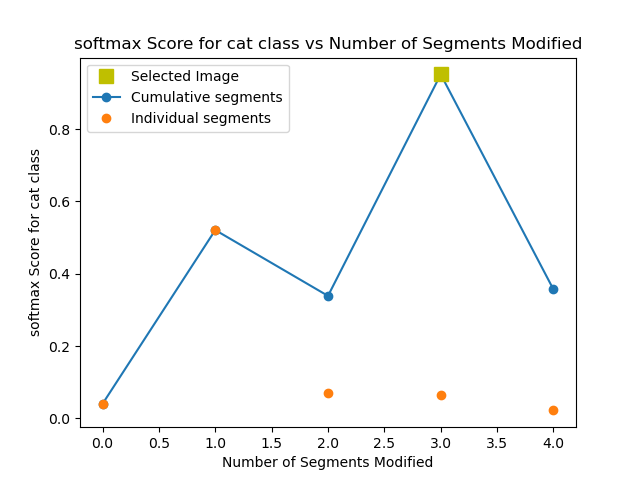 softmax Score for cat class vs Number of Segments Modified
Selected Image
Cumulative segments
Individual segments
softmax Score for cat class
0.8
0.6
0.4
0.2
0.0
0.0 0.5 1.0 1.5 2.0 2.5 3.0 3.5 4.0
Number of Segments Modified